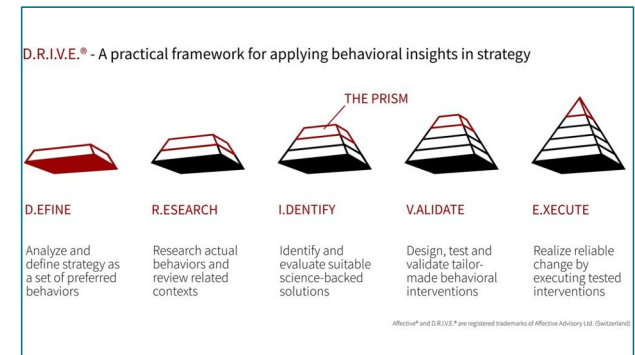 D.R.I.V.E.® - A practical framework for applying behavioral insights in strategy
THE PRISM
D.EFINE
Analyze and
define strategy as
a set of preferred
behaviors
R.ESEARCH
Research actual
behaviors and
review related
contexts
I.DENTIFY
Identify and
evaluate suitable
science-backed
solutions
V.ALIDATE
Design, test and
validate tailor-
made behavioral
interventions
E.XECUTE
Realize reliable
change by
executing tested
interventions
Affective® and D.R.I.V.E.® are registered trademarks of Affective Advisory Ltd. (Switzerland)